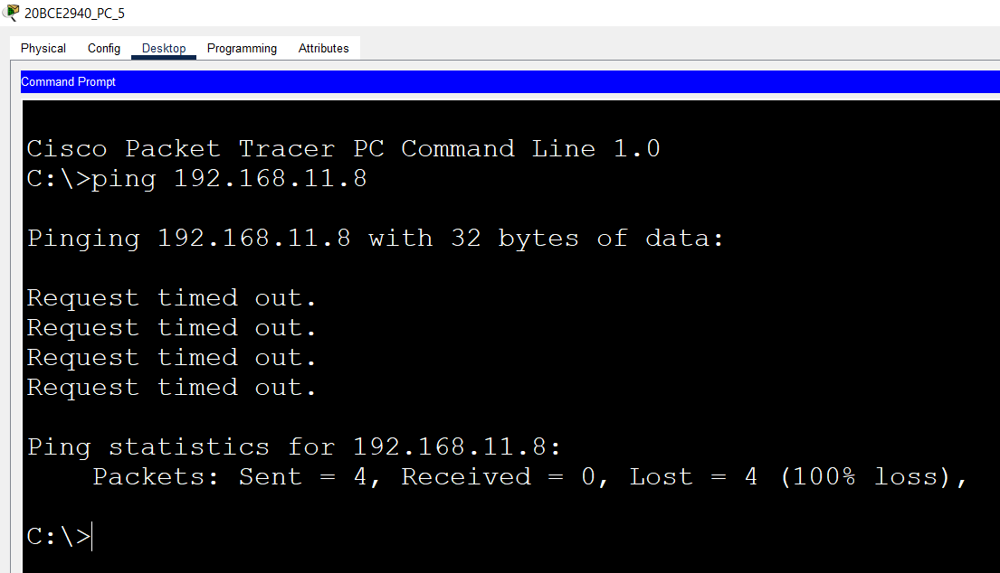 20BCE2940_PC_5
Physical Config Desktop Programming Attributes
Command Prompt
Cisco Packet Tracer PC Command Line 1.0
C:\>ping 192.168.11.8
Pinging 192.168.11.8 with 32 bytes of data:
Request timed out.
Request timed out.
Request timed out.
Request timed out.
Ping statistics for 192.168.11.8:
    Packets: Sent = 4, Received = 0, Lost = 4 (100% loss),
C:\>